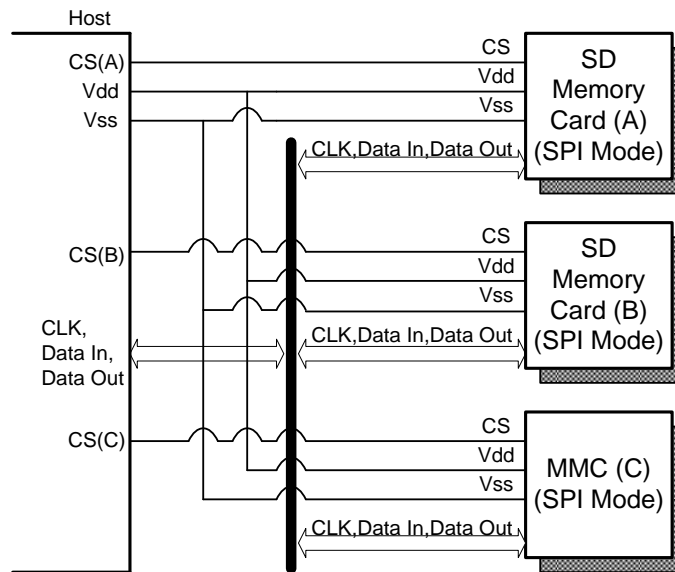 Host
CS(A)
Vdd
Vss
CS
Vdd
Vss
SD
Memory
Card (A)
(SPI Mode)
CLK,Data In,Data Out
CS(B)
CS
Vdd
Vss
SD
Memory
Card (B)
(SPI Mode)
CLK,
Data In,
Data Out
CLK,Data In,Data Out
CS(C)
CS
Vdd
Vss
MMC (C)
(SPI Mode)
CLK,Data In,Data Out